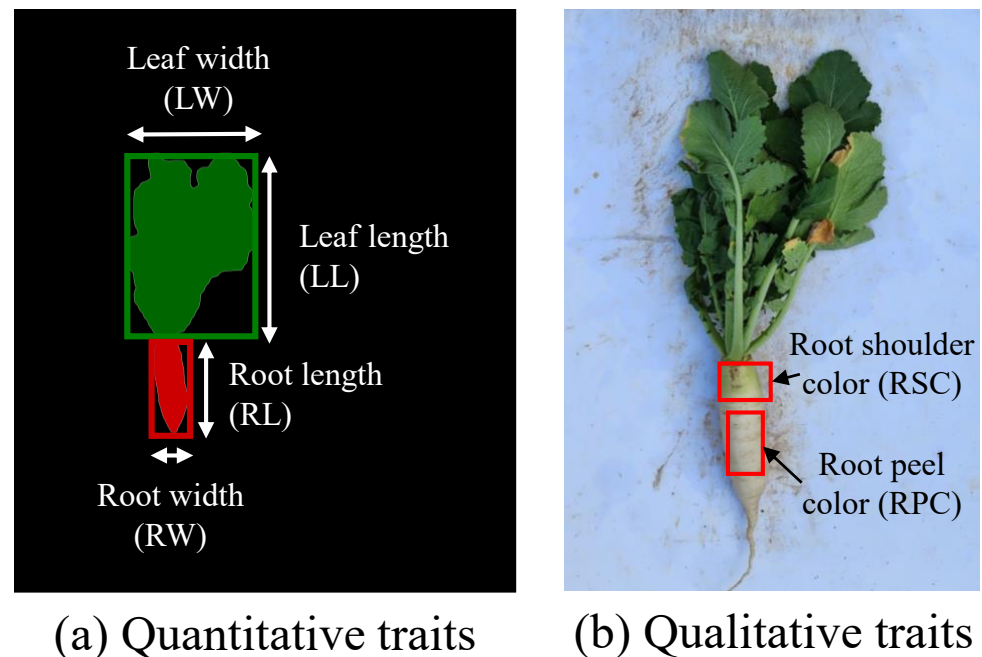 Leaf width
(LW)
Leaf length
(LL)
Root length
(RL)
Root width
(RW)
(a) Quantitative traits
Root shoulder
color (RSC)
Root peel
color (RPC)
(b) Qualitative traits